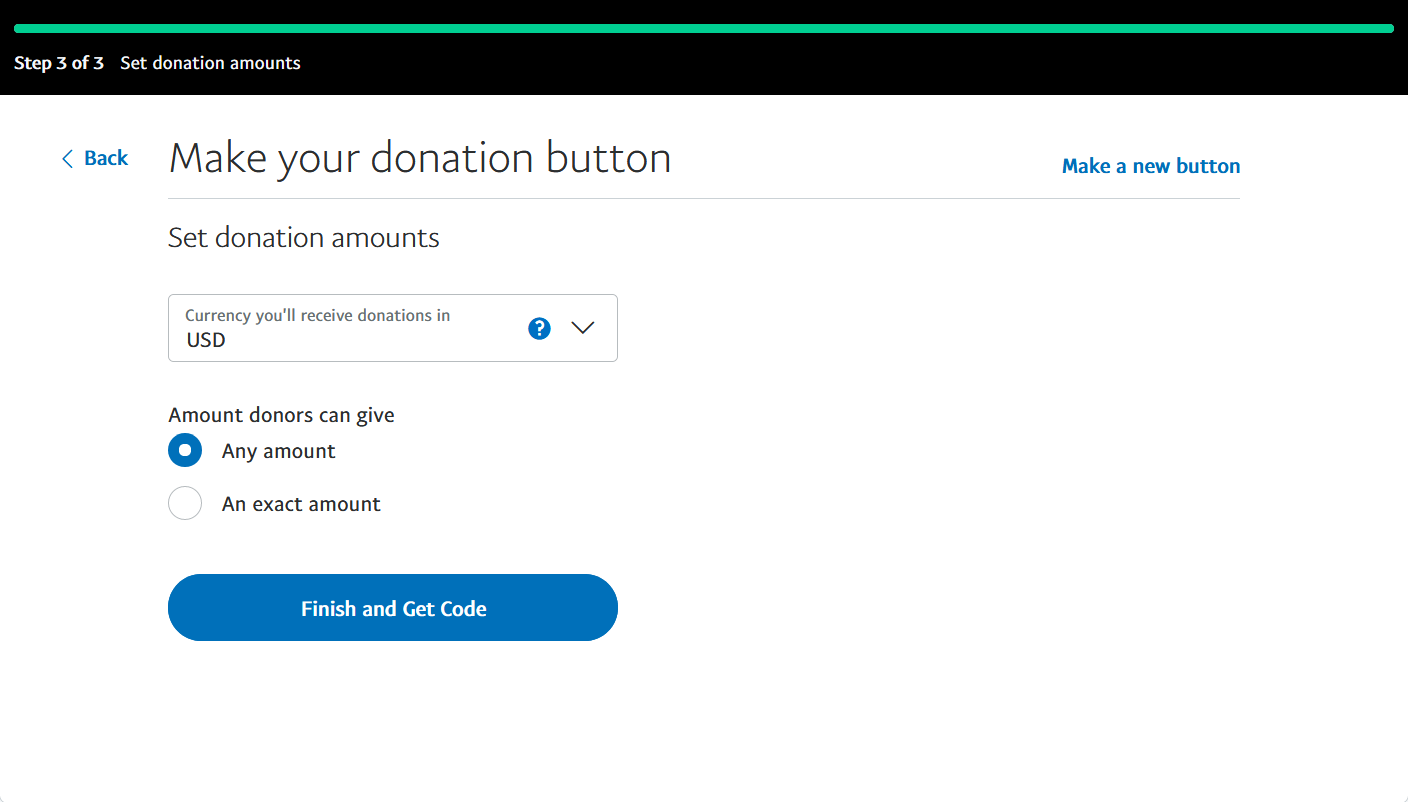 Step 3 of 3 Set donation amounts
Back
Make your donation button
Make a new button
Set donation amounts
Currency you'll receive donations in
USD
?
Amount donors can give
Any amount
An exact amount
Finish and Get Code